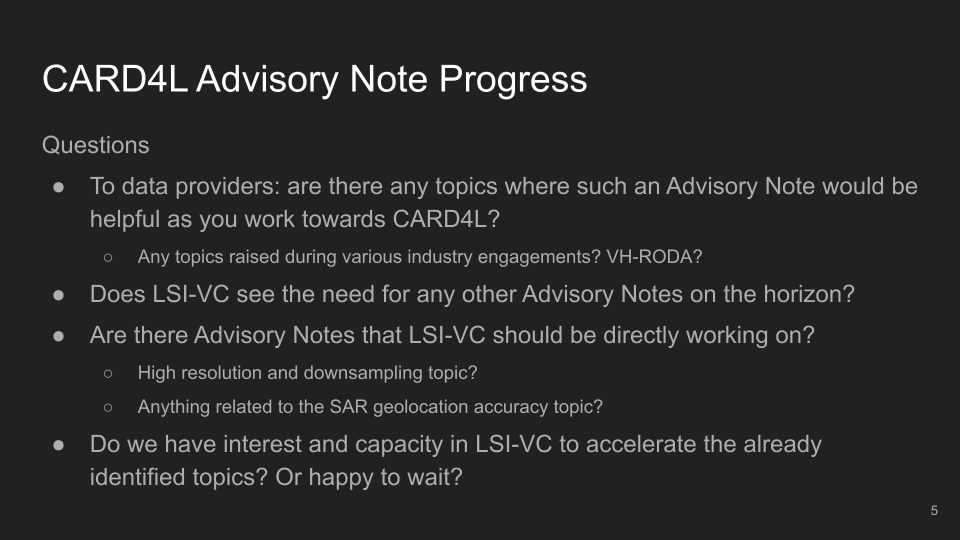 CARD4L Advisory Note Progress
Questions
● To data providers: are there any topics where such an Advisory Note would be
helpful as you work towards CARD4L?
○ Any topics raised during various industry engagements? VH-RODA?
● Does LSI-VC see the need for any other Advisory Notes on the horizon?
● Are there Advisory Notes that LSI-VC should be directly working on?
○ High resolution and downsampling topic?
○ Anything related to the SAR geolocation accuracy topic?
● Do we have interest and capacity in LSI-VC to accelerate the already
identified topics? Or happy to wait?
5